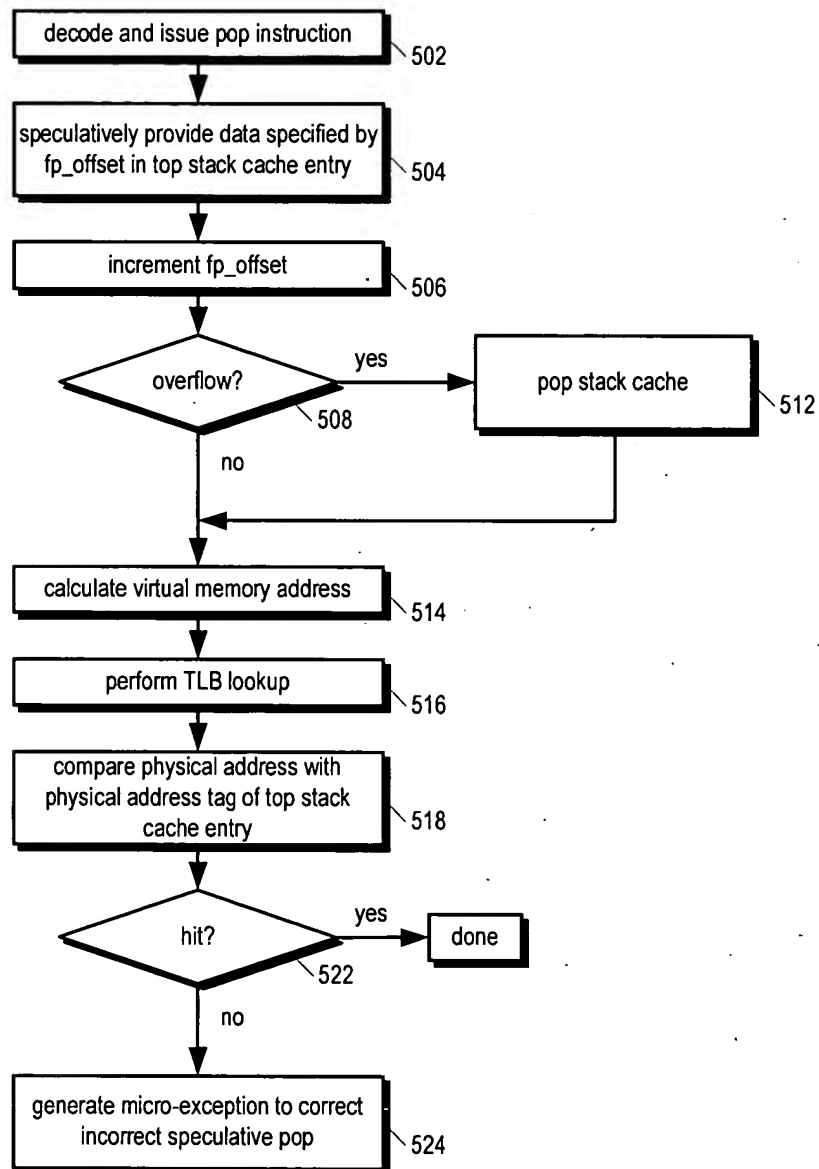 decode and issue pop instruction
502
speculatively provide data specified by
fp_offset in top stack cache entry
504
increment fp_offset
506
overflow?
508
yes
pop stack cache
512
no
calculate virtual memory address
514
perform TLB lookup
516
compare physical address with
physical address tag of top stack
cache entry
518
hit?
522
yes
done
no
generate micro-exception to correct
incorrect speculative pop
524